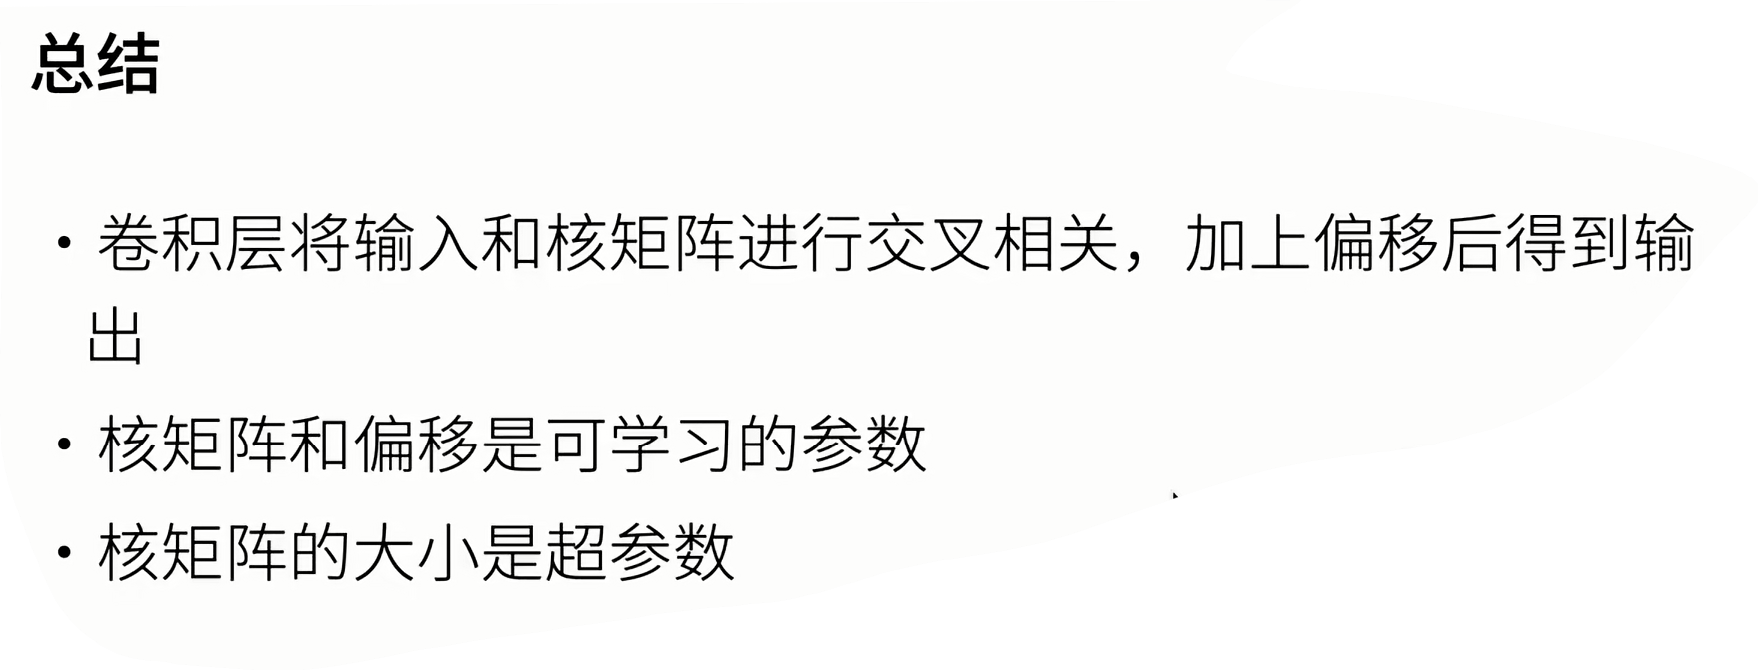 总结
• 卷积层将输入和核矩阵进行交叉相关，加上偏移后得到输
出
• 核矩阵和偏移是可学习的参数
• 核矩阵的大小是超参数